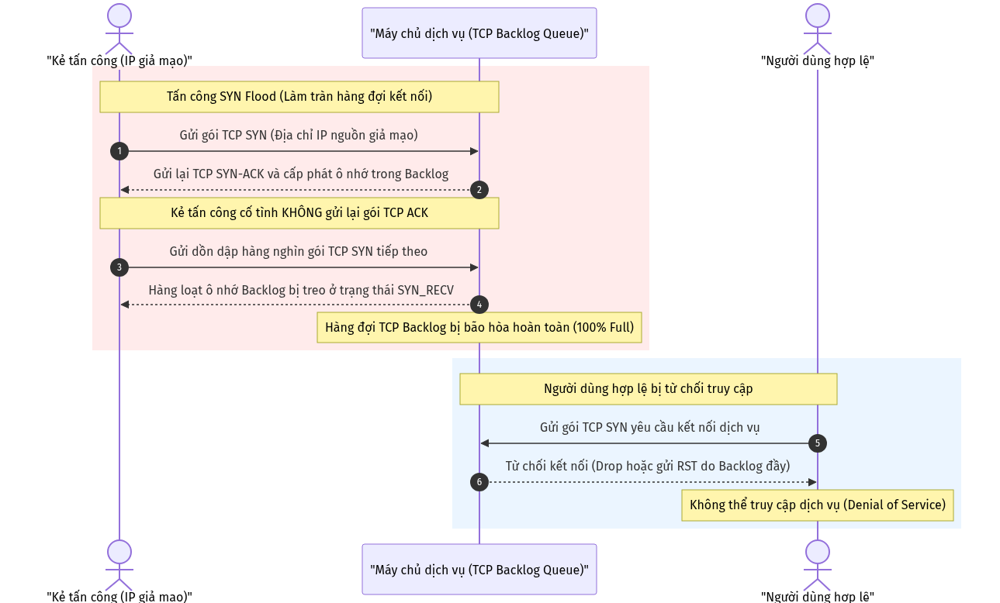 "Kẻ tấn công (IP giả mạo)"
"Máy chủ dịch vụ (TCP Backlog Queue)"
"Người dùng hợp lệ"
Tấn công SYN Flood (Làm tràn hàng đợi kết nối)
Gửi gói TCP SYN (Địa chỉ IP nguồn giả mạo)
1
Gửi lại TCP SYN-ACK và cấp phát ô nhớ trong Backlog
2
Kẻ tấn công cố tình KHÔNG gửi lại gói TCP ACK
Gửi dồn dập hàng nghìn gói TCP SYN tiếp theo
3
Hàng loạt ô nhớ Backlog bị treo ở trạng thái SYN_RECV
4
Hàng đợi TCP Backlog bị bão hòa hoàn toàn (100% Full)
Người dùng hợp lệ bị từ chối truy cập
Gửi gói TCP SYN yêu cầu kết nối dịch vụ
5
Từ chối kết nối (Drop hoặc gửi RST do Backlog đầy)
6
Không thể truy cập dịch vụ (Denial of Service)
"Kẻ tấn công (IP giả mạo)"
"Máy chủ dịch vụ (TCP Backlog Queue)"
"Người dùng hợp lệ"